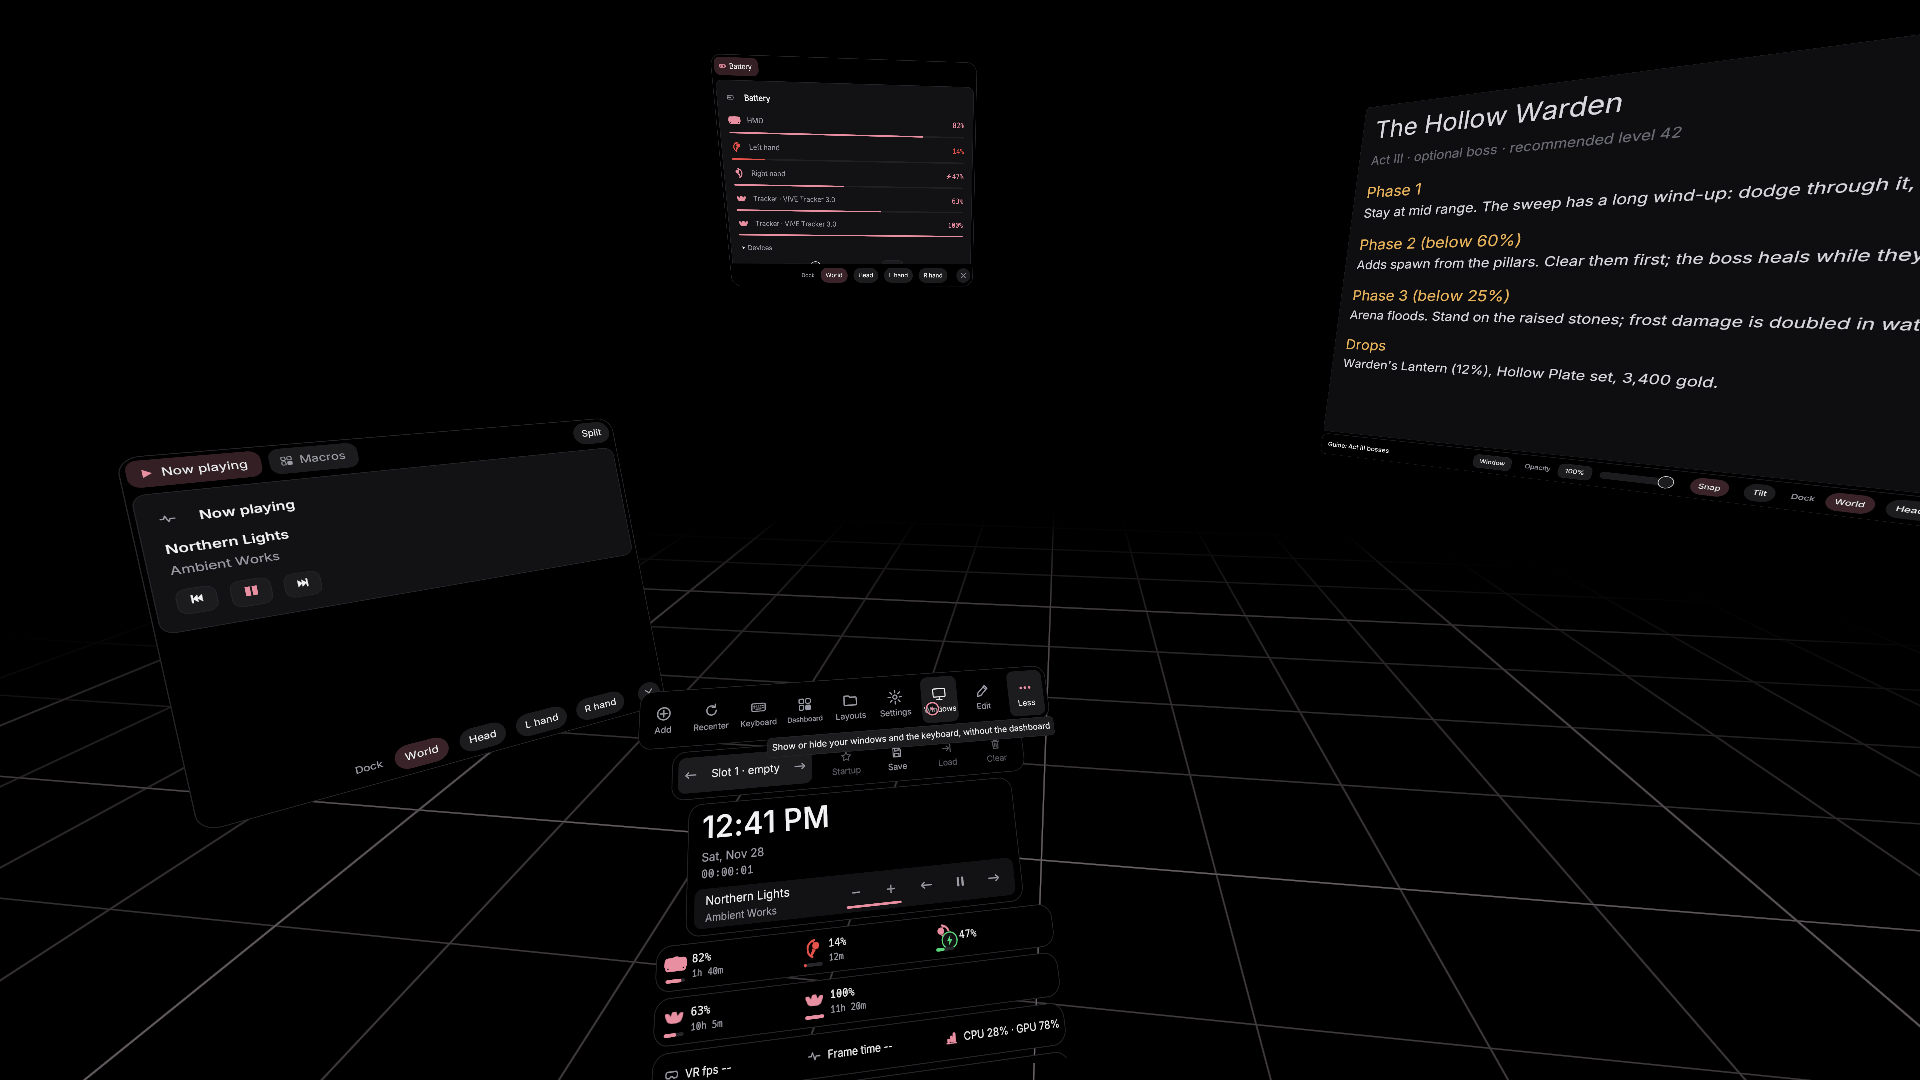 Battery
Battery
HMD 82%
Left hand 14%
Right hand 47%
Tracker · VIVE Tracker 3.0 63%
Tracker · VIVE Tracker 3.0 100%
Devices
Dock World Head L hand R hand
The Hollow Warden
Act III · optional boss · recommended level 42
Phase 1
Stay at mid range. The sweep has a long wind-up: dodge through it,
Phase 2 (below 60%)
Adds spawn from the pillars. Clear them first; the boss heals while they
Phase 3 (below 25%)
Arena floods. Stand on the raised stones; frost damage is doubled in wat
Drops
Warden's Lantern (12%), Hollow Plate set, 3,400 gold.
Guide: Act III bosses Window Opacity 100% Snap Tilt Dock World Head
Now playing Macros Split
Now playing
Northern Lights
Ambient Works
Dock World Head L hand R hand
Add Recenter Keyboard Dashboard Layouts Settings Windows Edit Less
Show or hide your windows and the keyboard, without the dashboard
Slot 1 · empty Startup Save Load Clear
12:41 PM
Sat, Nov 28
00:00:01
Northern Lights
Ambient Works
82% 14% 47%
1h 40m 12m
63% 100%
10h 5m 11h 20m
VR fps -- Frame time -- CPU 28% · GPU 78%